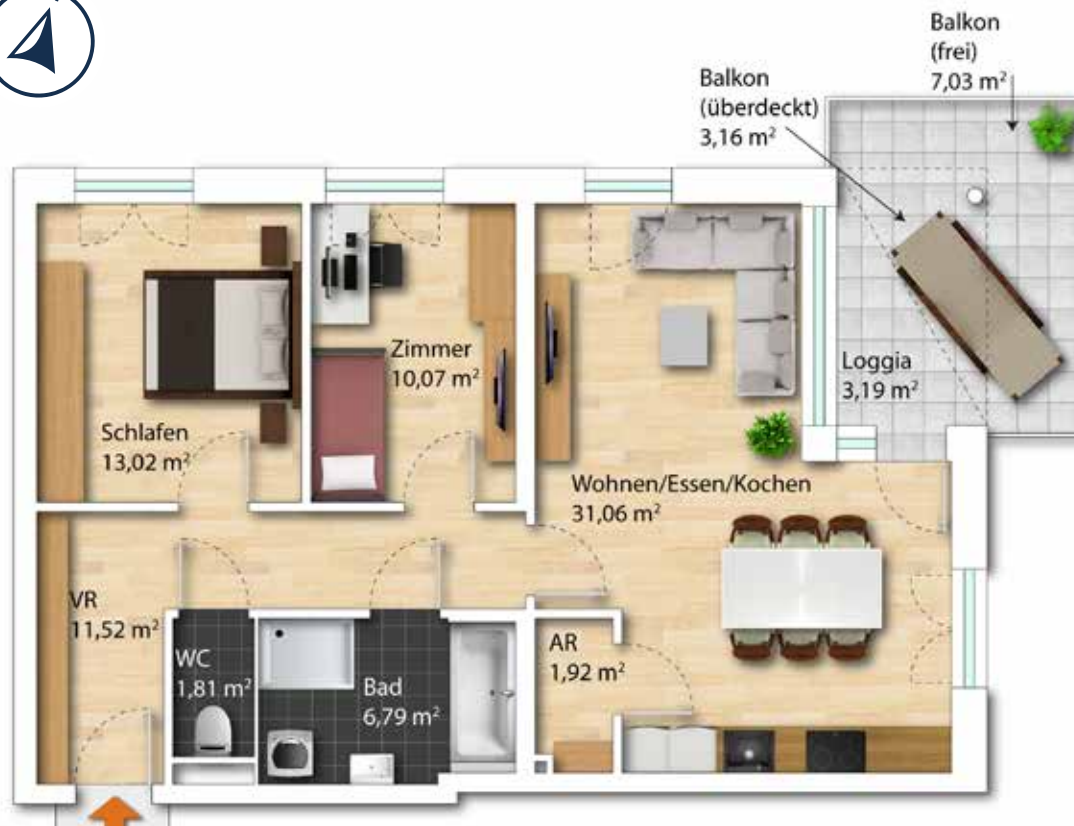 Balkon
(frei)
7,03 m²
Balkon
(überdeckt)
3,16 m²
Zimmer
10,07 m²
Loggia
3,19 m²
Schlafen
13,02 m²
Wohnen/Essen/Kochen
31,06 m²
VR
11,52 m²
WC
1,81 m²
Bad
6,79 m²
AR
1,92 m²